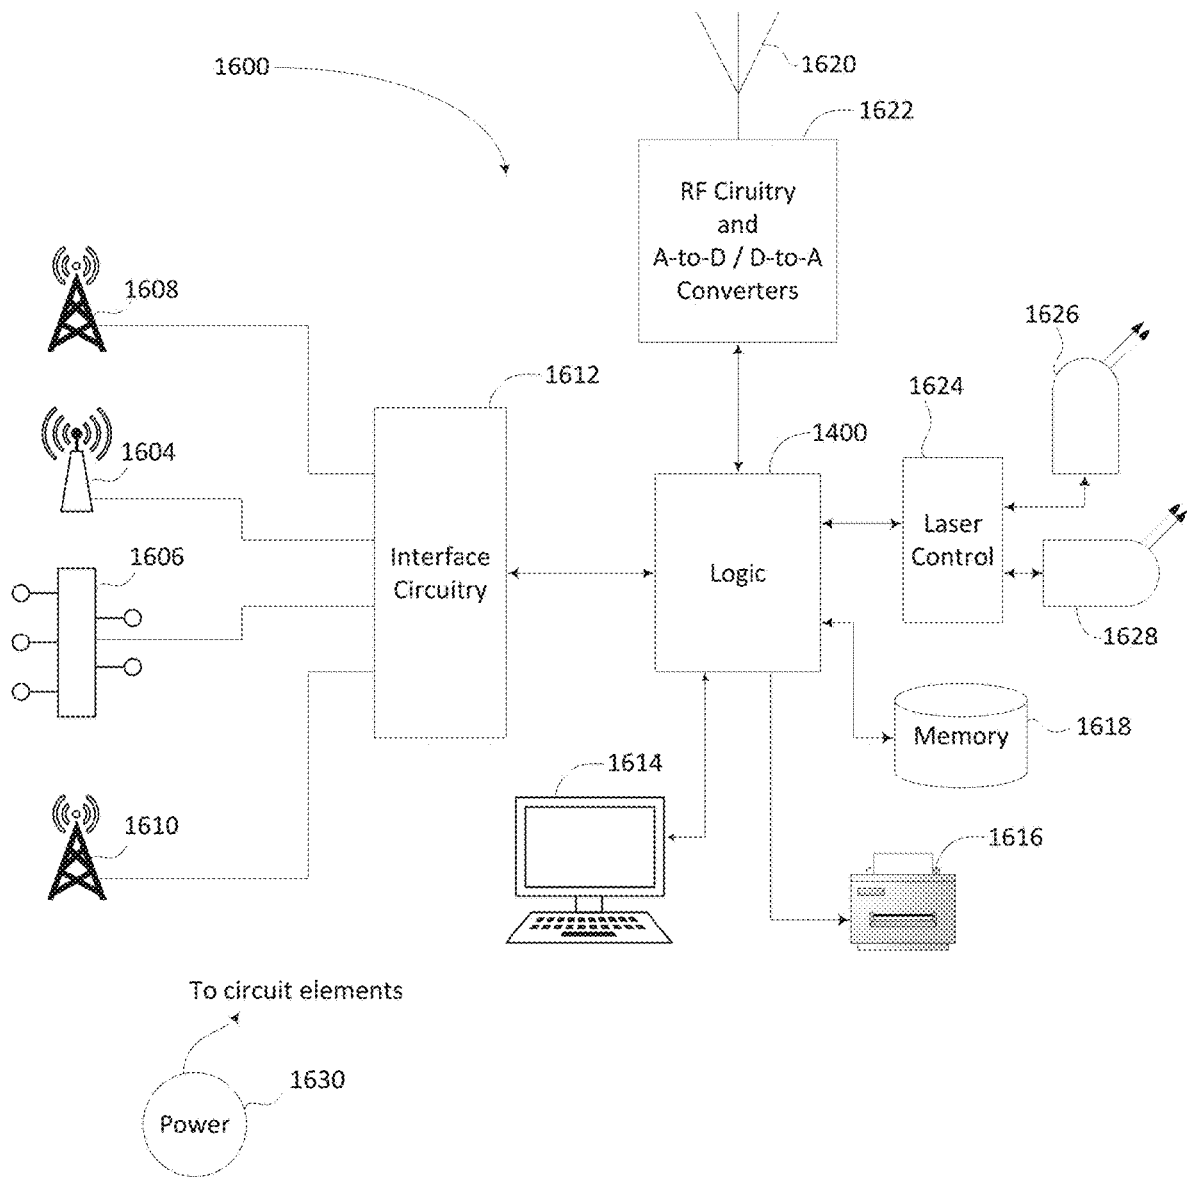 1600
1620
1622
RF Ciruitry
and
A-to-D / D-to-A
Converters
1608
1626
1612
1624
1400
1604
Laser
Control
1606
Interface
Circuitry
Logic
1628
1618
Memory
1614
1610
1616
To circuit elements
1630
Power